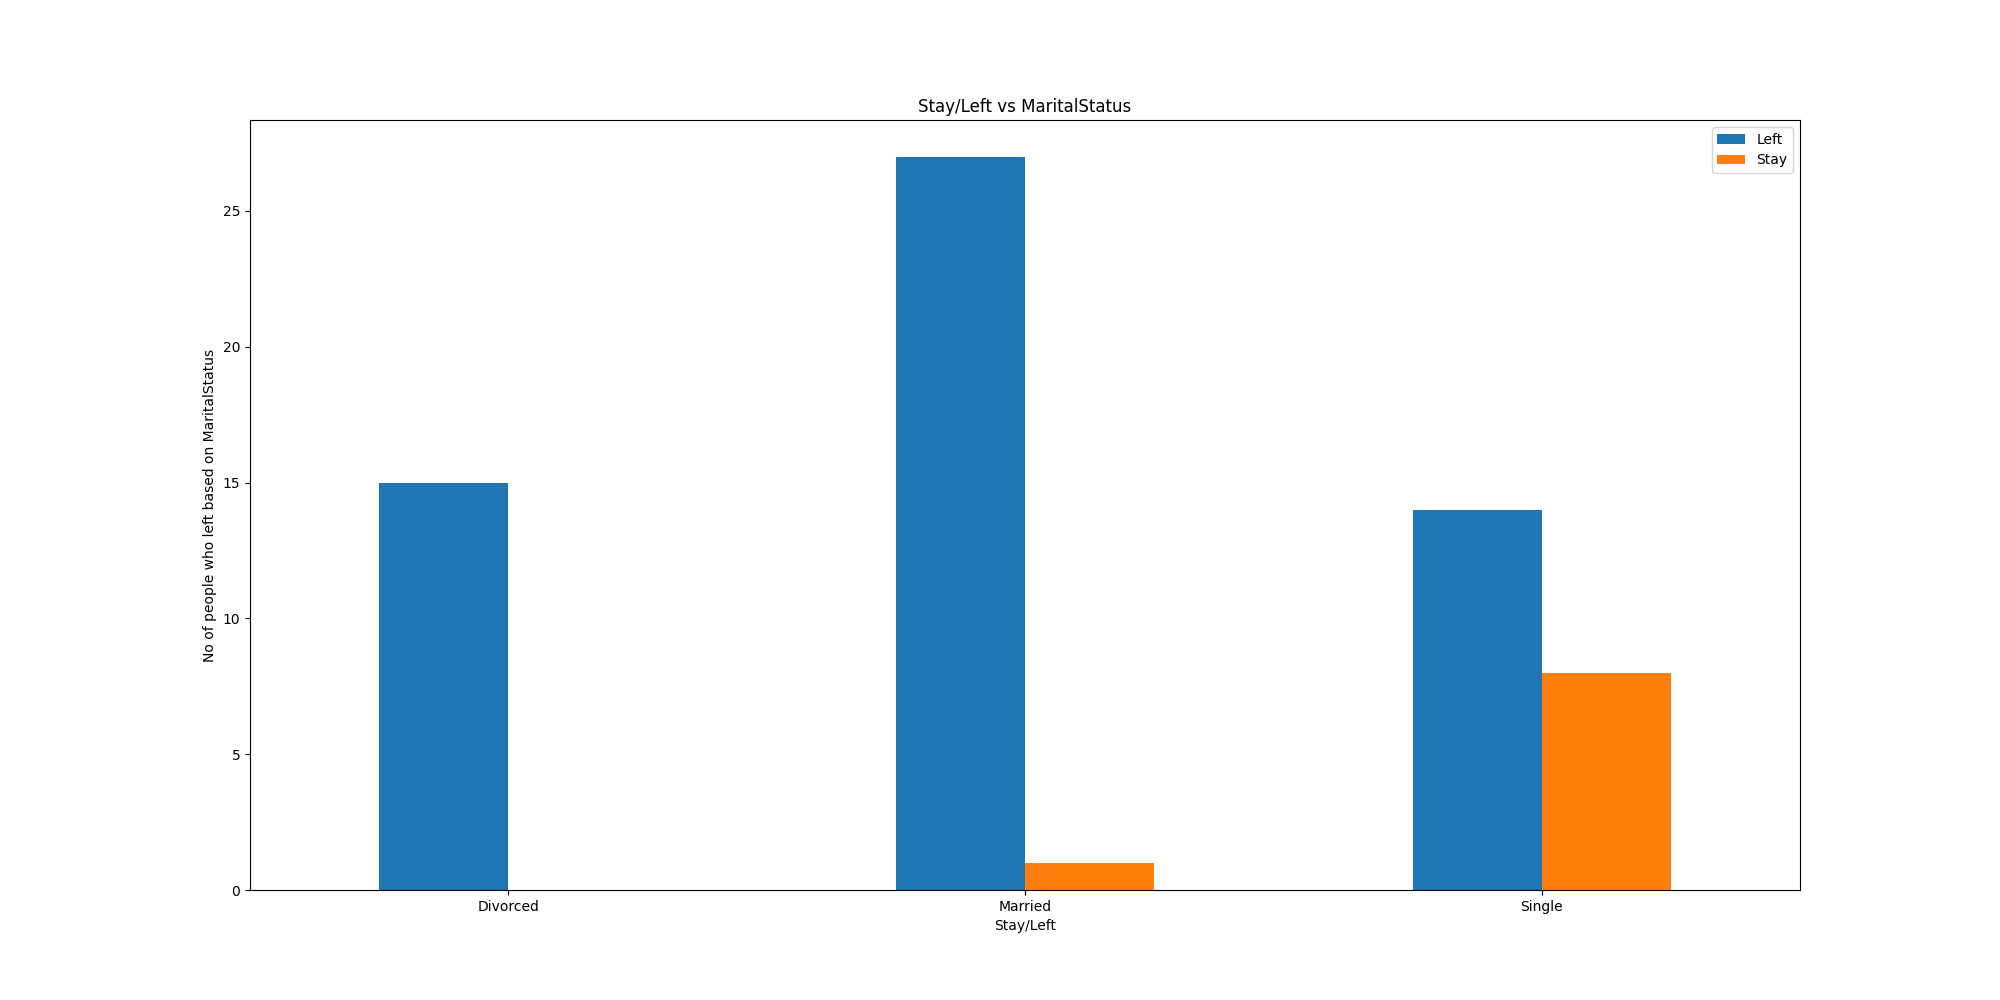 Stay/Left vs MaritalStatus
Left
Stay
No of people who left based on MaritalStatus
25
20
15
10
5
0
Divorced
Married
Single
Stay/Left